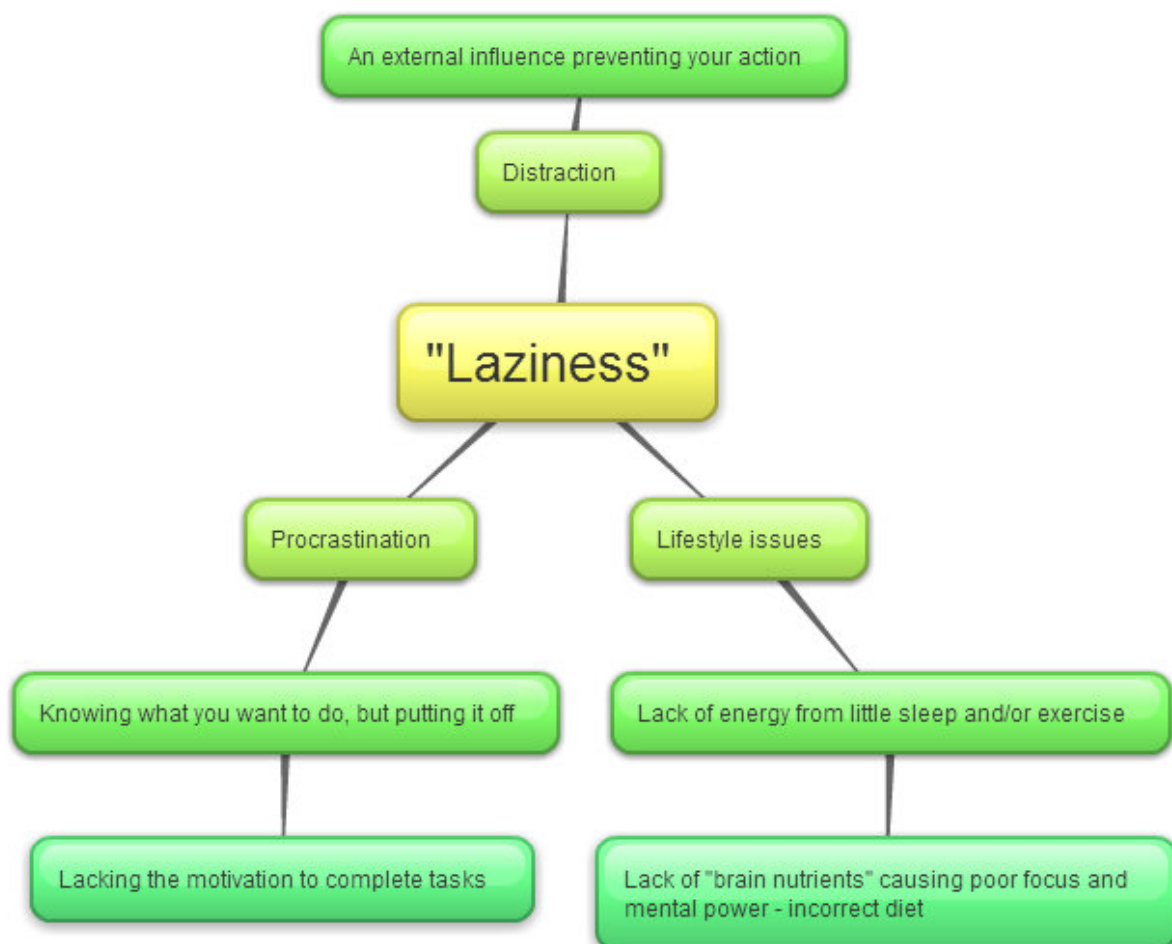 An external influence preventing your action
Distraction
"Laziness"
Procrastination
Lifestyle issues
Knowing what you want to do, but putting it off
Lack of energy from little sleep and/or exercise
Lacking the motivation to complete tasks
Lack of "brain nutrients" causing poor focus and
mental power - incorrect diet